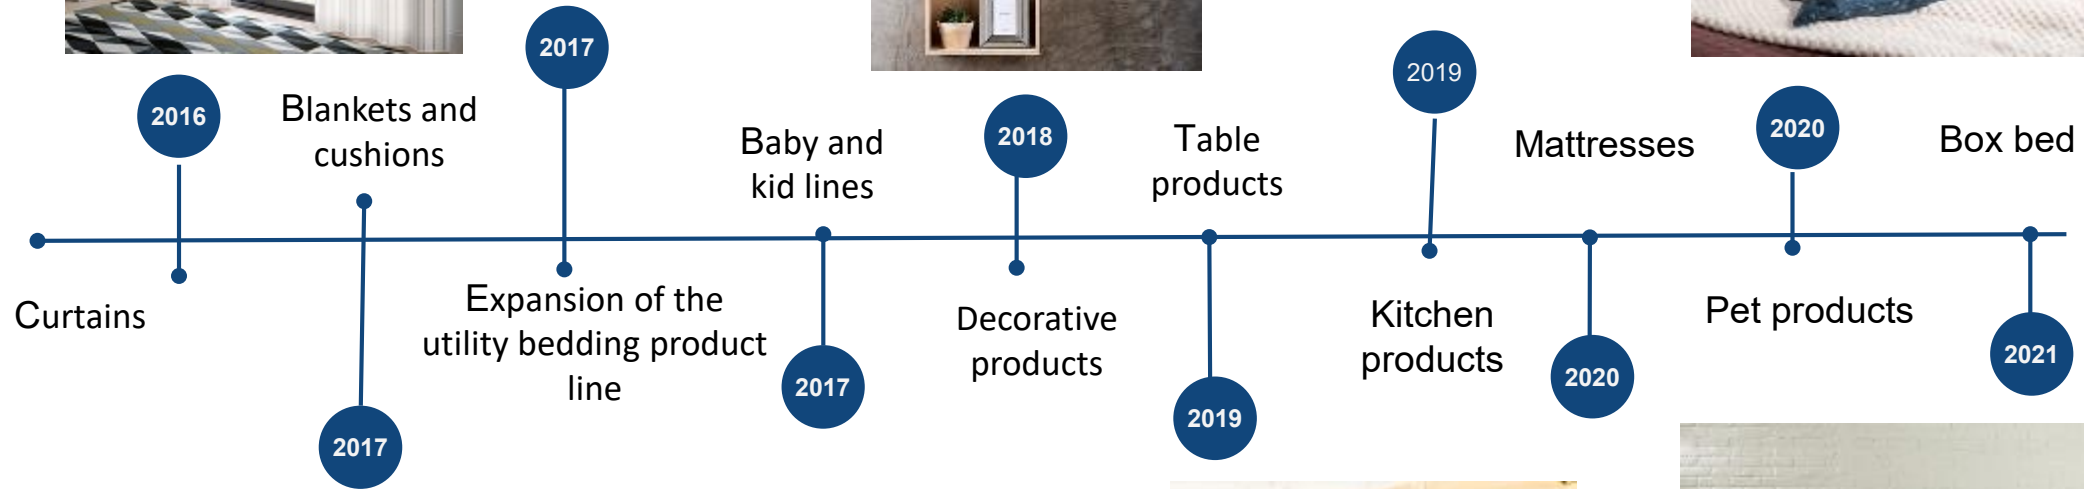 2016
Curtains
Blankets and
cushions
2017
2017
Expansion of the
utility bedding product
line
Baby and
kid lines
2017
2018
Decorative
products
Table
products
2019
2019
Kitchen
products
Mattresses
2020
2020
Pet products
Box bed
2021